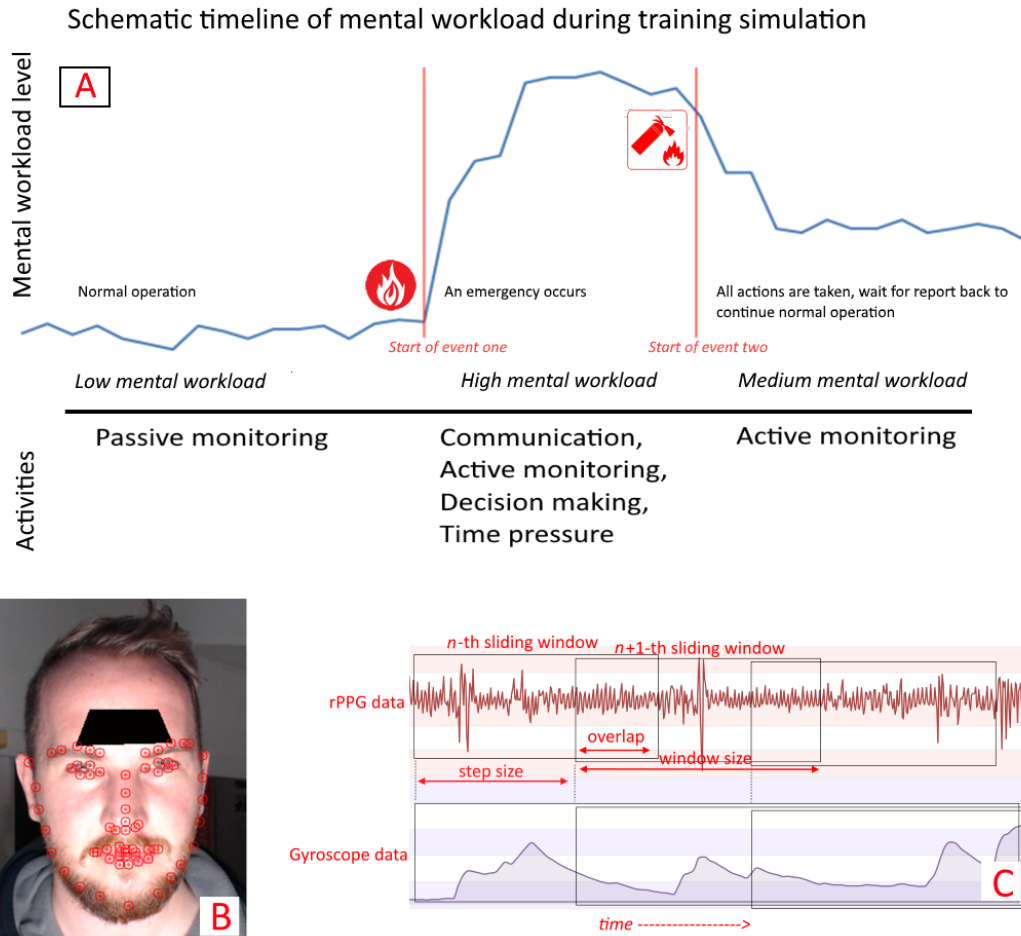 Schematic timeline of mental workload during training simulation
Mental workload level
A
Normal operation
An emergency occurs
All actions are taken, wait for report back to
continue normal operation
Start of event one
Start of event two
Low mental workload
High mental workload
Medium mental workload
Activities
Passive monitoring
Communication,
Active monitoring,
Decision making,
Time pressure
Active monitoring
B
n-th sliding window
n+1-th sliding window
rPPG data
overlap
window size
step size
Gyroscope data
C
time ------------------->